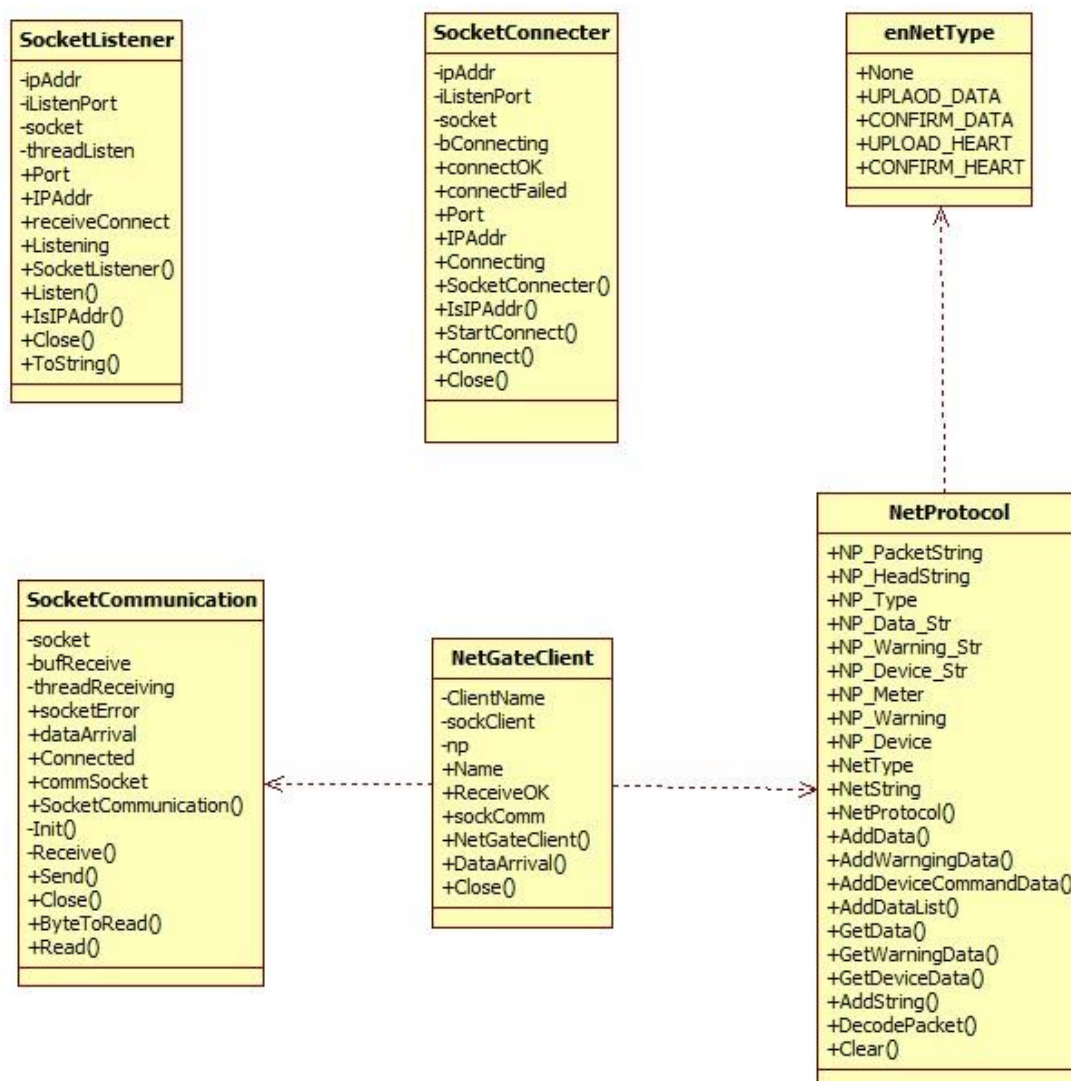 SocketListener
-ipAddr
-iListenPort
-socket
-threadListen
+Port
+IPAddr
+receiveConnect
+Listening
+SocketListener()
+Listen()
+IsIPAddr()
+Close()
+ToString()
SocketConnecter
-ipAddr
-iListenPort
-socket
-bConnecting
+connectOK
+connectFailed
+Port
+IPAddr
+Connecting
+SocketConnecter()
+IsIPAddr()
+StartConnect()
+Connect()
+Close()
enNetType
+None
+UPLAOD_DATA
+CONFIRM_DATA
+UPLOAD_HEART
+CONFIRM_HEART
SocketCommunication
-socket
-bufReceive
-threadReceiving
+socketError
+dataArrival
+Connected
+commSocket
+SocketCommunication()
-Init()
-Receive()
+Send()
+Close()
+ByteToRead()
+Read()
NetGateClient
-ClientName
-sockClient
-np
+Name
+ReceiveOK
+sockComm
+NetGateClient()
+DataArrival()
+Close()
NetProtocol
+NP_PacketString
+NP_HeadString
+NP_Type
+NP_Data_Str
+NP_Warning_Str
+NP_Device_Str
+NP_Meter
+NP_Warning
+NP_Device
+NetType
+NetString
+NetProtocol()
+AddData()
+AddWarngingData()
+AddDeviceCommandData()
+AddDataList()
+GetData()
+GetWarningData()
+GetDeviceData()
+AddString()
+DecodePacket()
+Clear()